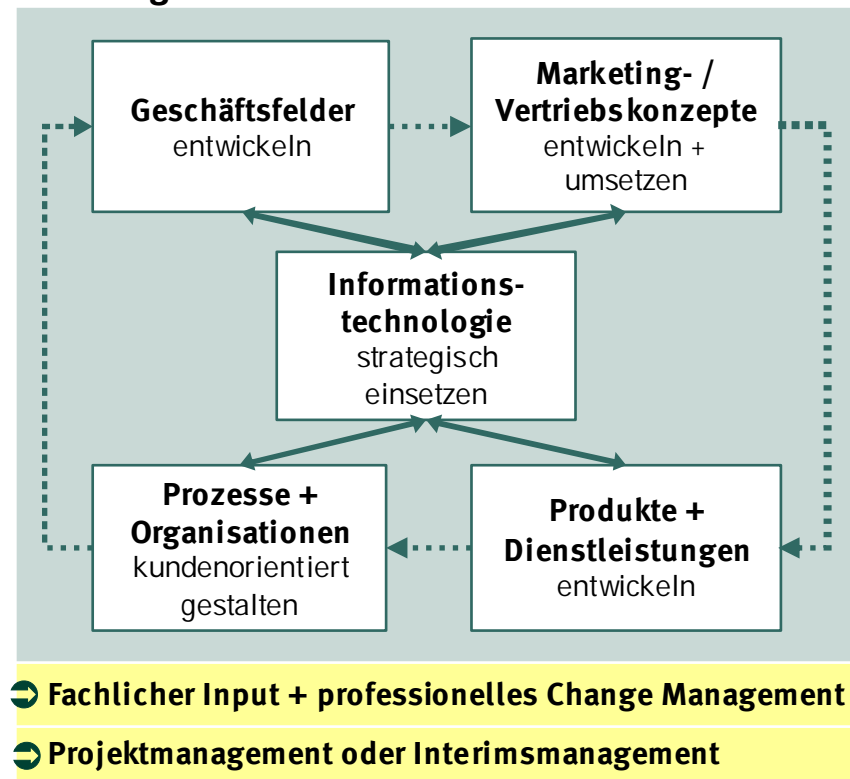 Geschäftsfelder
entwickeln
Marketing- /
Vertriebskonzepte
entwickeln +
umsetzen
Informations-
technologie
strategisch
einsetzen
Prozesse +
Organisationen
kundenorientiert
gestalten
Produkte +
Dienstleistungen
entwickeln
Fachlicher Input + professionelles Change Management
Projektmanagement oder Interimsmanagement